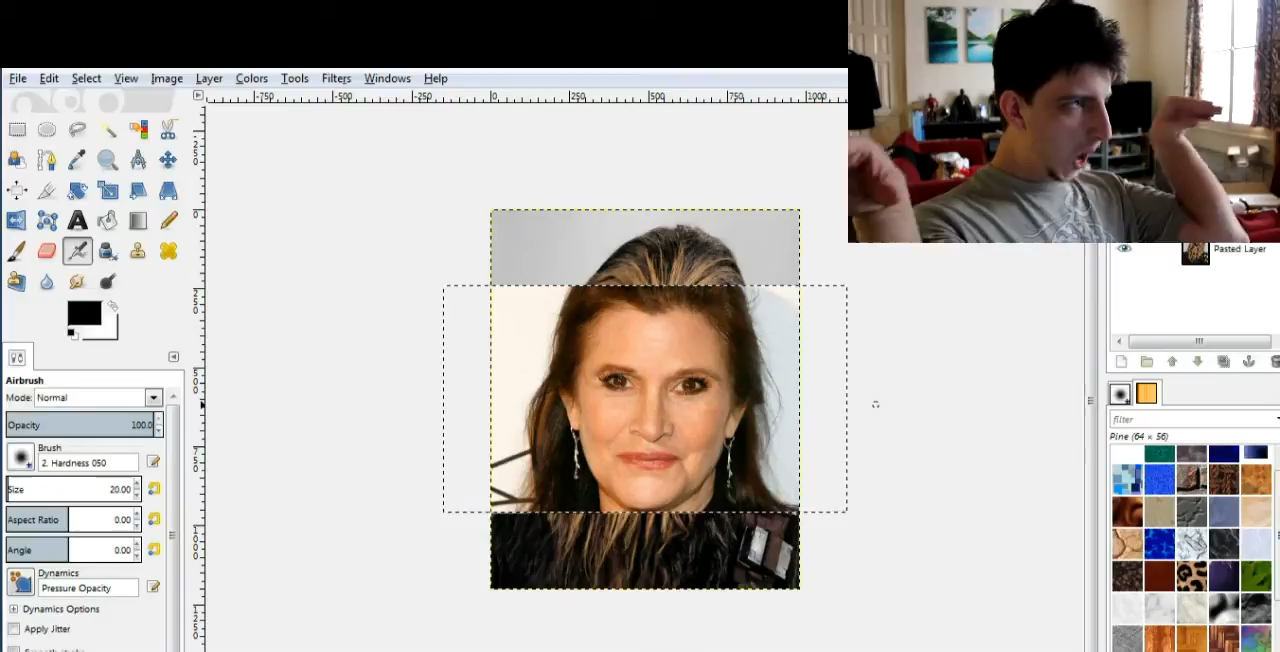 File Edit Select View Image Layer Colors Tools Filters Windows Help
-750 -500 -250 0 250 500 750 1000
Pasted Layer
Airbrush
Mode: Normal
Opacity 100.0
Brush
2. Hardness 050
Size 20.00
Aspect Ratio 0.00
Angle 0.00
Dynamics
Pressure Opacity
Dynamics Options
Apply Jitter
filter
Pine (64 × 56)